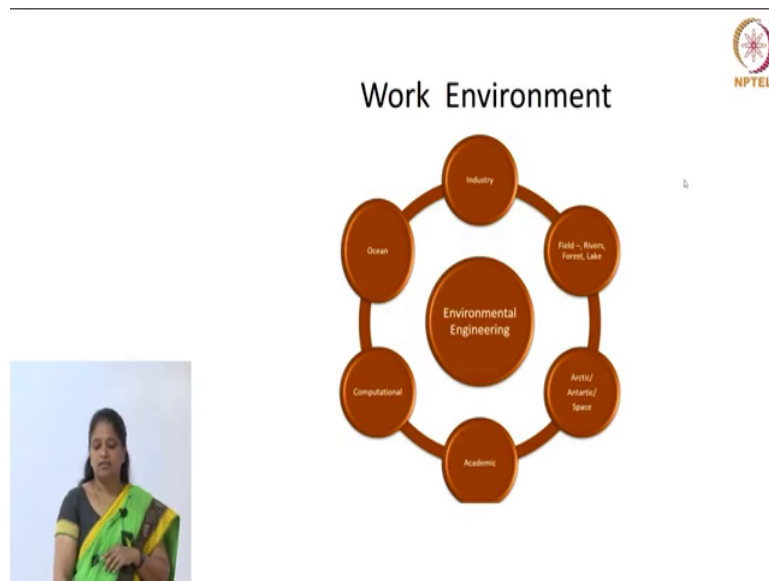 NPTEL
Work Environment
Industry
Field –, Rivers,
Forest, Lake
Arctic/
Antartic/
Space
Academic
Computational
Ocean
Environmental
Engineering